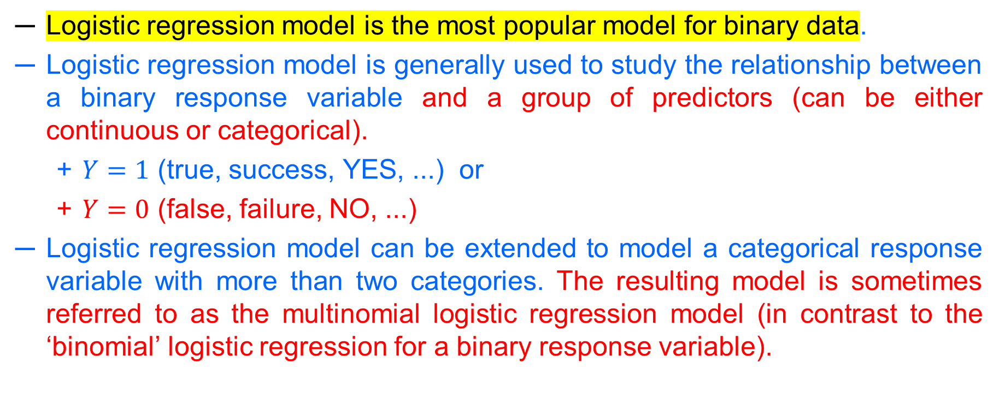 — Logistic regression model is the most popular model for binary data.
— Logistic regression model is generally used to study the relationship between
a binary response variable and a group of predictors (can be either
continuous or categorical).
+ Y = 1 (true, success, YES, ...) or
+ Y = 0 (false, failure, NO, ...)
— Logistic regression model can be extended to model a categorical response
variable with more than two categories. The resulting model is sometimes
referred to as the multinomial logistic regression model (in contrast to the
‘binomial’ logistic regression for a binary response variable).